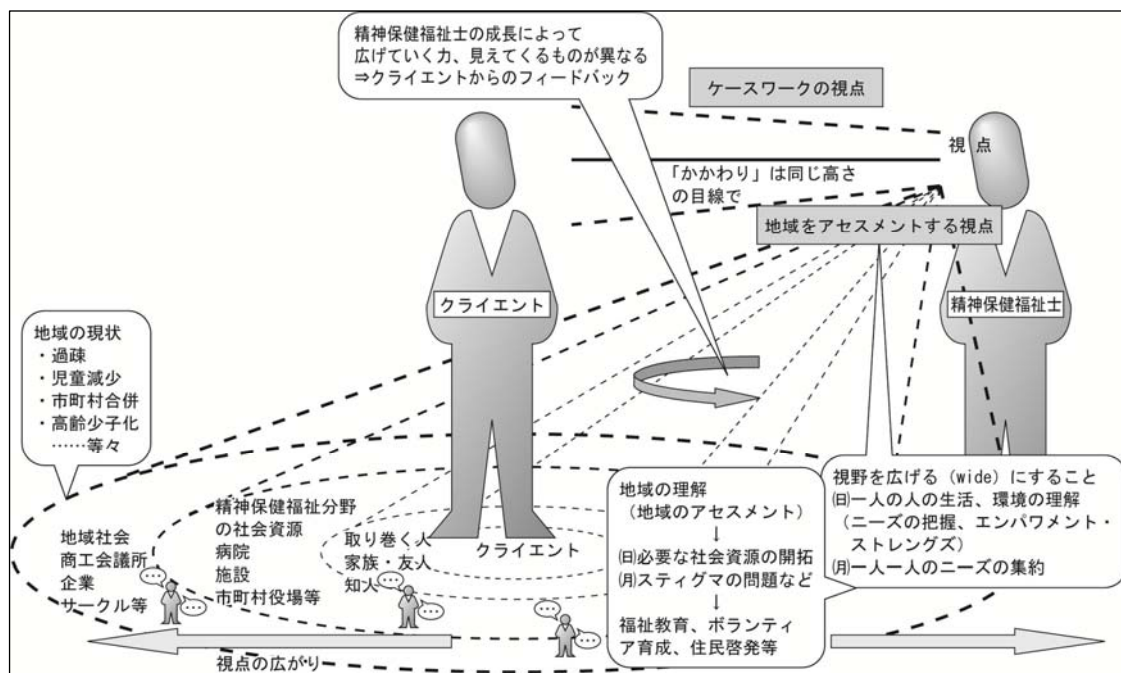 精神保健福祉士の成長によって
広げていく力、見えてくるものが異なる
⇒クライエントからのフィードバック
ケースワークの視点
視 点
「かかわり」は同じ高さ
の目線で
地域をアセスメントする視点
クライエント
精神保健福祉士
地域の現状
・過疎
・児童減少
・市町村合併
・高齢少子化
……等々
地域社会
商工会議所
企業
サークル等
精神保健福祉分野
の社会資源
病院
施設
市町村役場等
取り巻く人
家族・友人
知人
クライエント
地域の理解
(地域のアセスメント)
↓
㈰必要な社会資源の開拓
㈪スティグマの問題など
↓
福祉教育、ボランティ
ア育成、住民啓発等
視野を広げる(wide)にすること
㈰一人の人の生活、環境の理解
(ニーズの把握、エンパワメント・
ストレングズ)
㈪一人一人のニーズの集約
視点の広がり